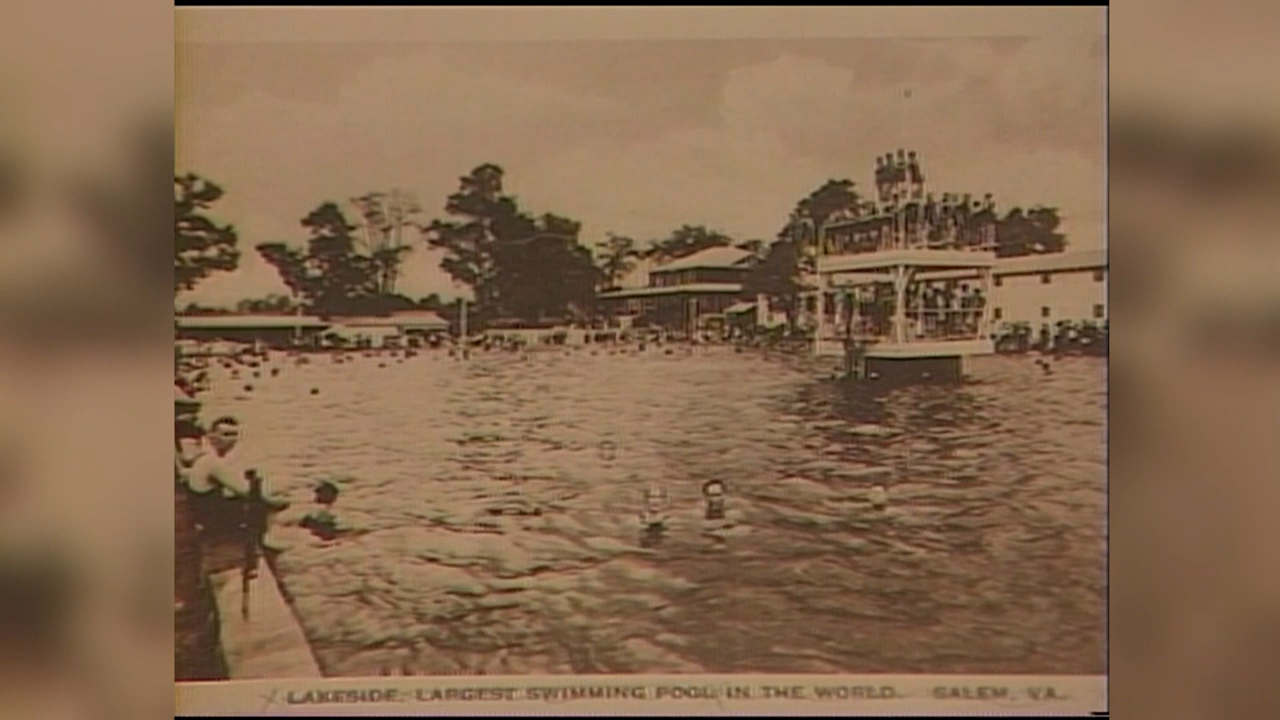 LAKESIDE, LARGEST SWIMMING POOL IN THE WORLD. SALEM, VA.